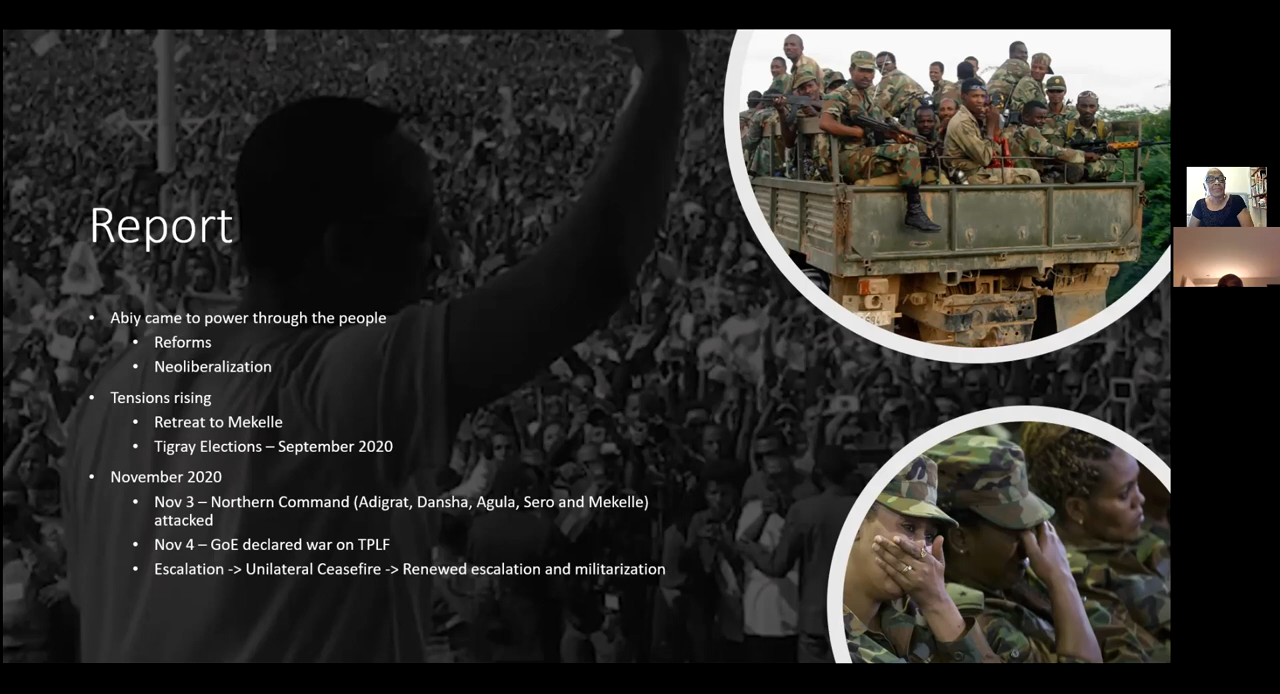 Report
• Abiy came to power through the people
• Reforms
• Neoliberalization
• Tensions rising
• Retreat to Mekelle
• Tigray Elections – September 2020
• November 2020
• Nov 3 – Northern Command (Adigrat, Dansha, Agula, Sero and Mekelle)
attacked
• Nov 4 – GoE declared war on TPLF
• Escalation -> Unilateral Ceasefire -> Renewed escalation and militarization